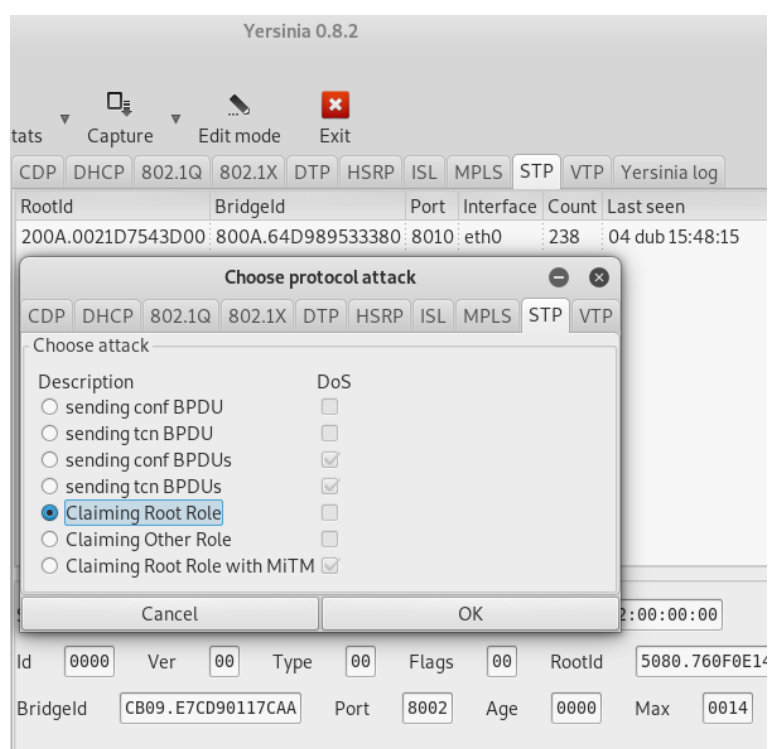 Yersinia 0.8.2
tats Capture Edit mode Exit
CDP DHCP 802.1Q 802.1X DTP HSRP ISL MPLS STP VTP Yersinia log
RootId BridgeId Port Interface Count Last seen
200A.0021D7543D00 800A.64D989533380 8010 eth0 238 04 dub 15:48:15
Choose protocol attack
CDP DHCP 802.1Q 802.1X DTP HSRP ISL MPLS STP VTP
Choose attack
Description DoS
sending conf BPDU
sending tcn BPDU
sending conf BPDUs
sending tcn BPDUs
Claiming Root Role
Claiming Other Role
Claiming Root Role with MiTM
Cancel OK
2:00:00:00
Id 0000 Ver 00 Type 00 Flags 00 RootId 5080.760F0E14
BridgeId CB09.E7CD90117CAA Port 8002 Age 0000 Max 0014